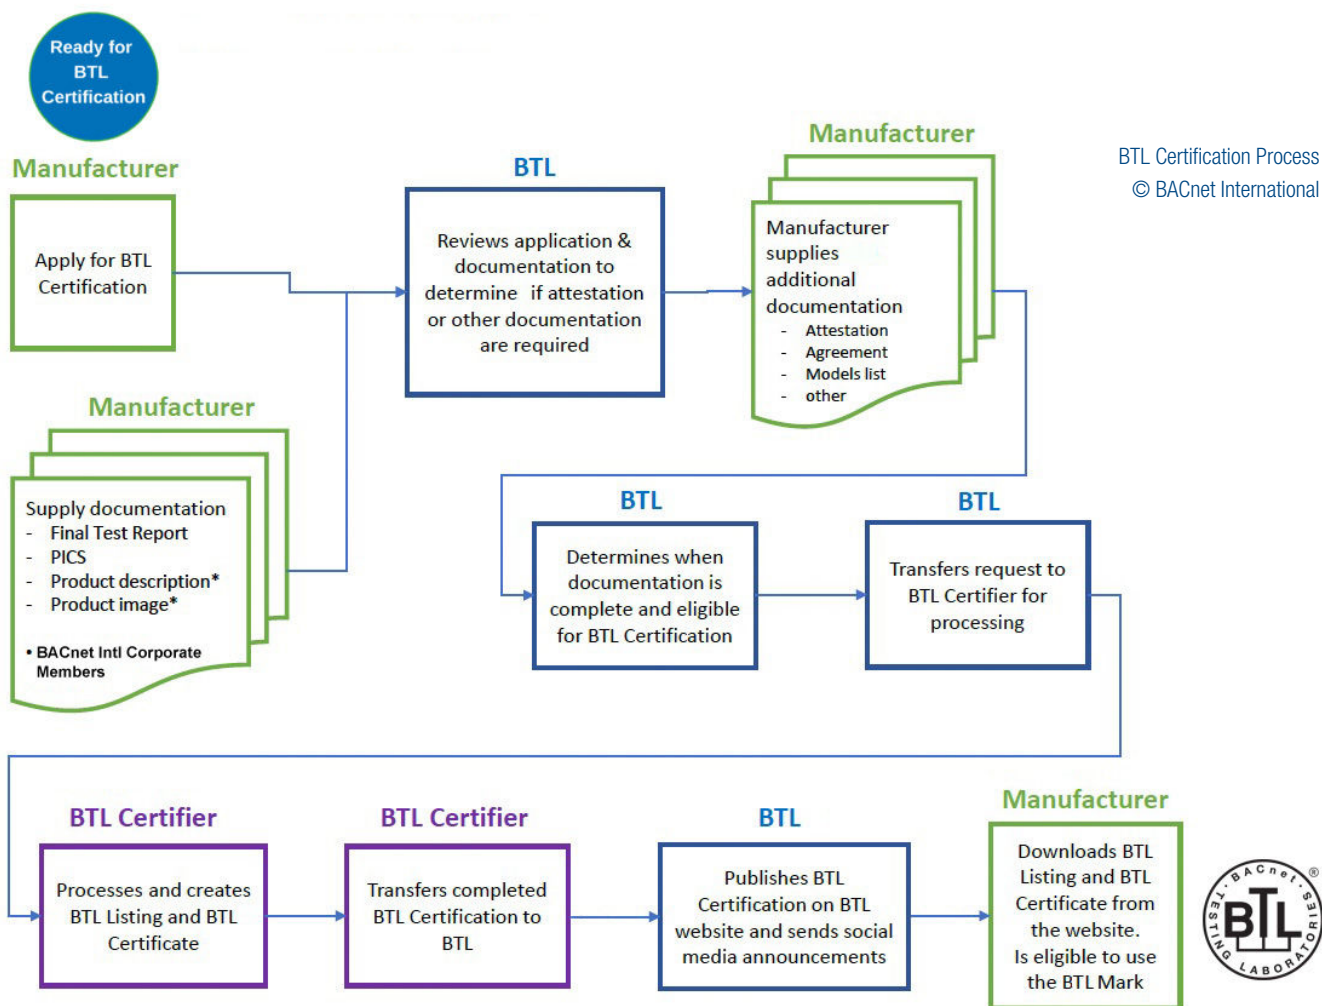 Ready for
BTL
Certification
Manufacturer
Apply for BTL
Certification
Manufacturer
Supply documentation
- Final Test Report
- PICS
- Product description*
- Product image*
• BACnet Intl Corporate
Members
BTL
Reviews application &
documentation to
determine if attestation
or other documentation
are required
Manufacturer
Manufacturer
supplies
additional
documentation
- Attestation
- Agreement
- Models list
- other
BTL Certification Process
© BACnet International
BTL
Determines when
documentation is
complete and eligible
for BTL Certification
BTL
Transfers request to
BTL Certifier for
processing
BTL Certifier
Processes and creates
BTL Listing and BTL
Certificate
BTL Certifier
Transfers completed
BTL Certification to
BTL
BTL
Publishes BTL
Certification on BTL
website and sends social
media announcements
Manufacturer
Downloads BTL
Listing and BTL
Certificate from
the website.
Is eligible to use
the BTL Mark
BACnet • TESTING LABORATORIES •
BTL
®